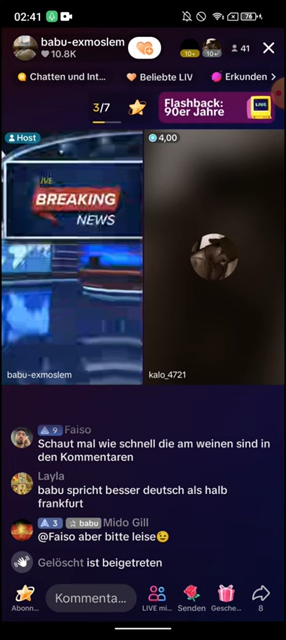 02:41
76
babu-exmoslem
10.8K
10+
10+
41
Chatten und Int...
Beliebte LIV
Erkunden
3/7
Flashback:
90er Jahre
LIVE
Host
4,00
LIVE
BREAKING
NEWS
babu-exmoslem
kalo_4721
9 Faiso
Schaut mal wie schnell die am weinen sind in
den Kommentaren
Layla
babu spricht besser deutsch als halb
frankfurt
3 babu Mido Gill
@Faiso aber bitte leise😉
Gelöscht ist beigetreten
Kommenta...
Abonn...
LIVE mi...
Senden
Gesche...
8